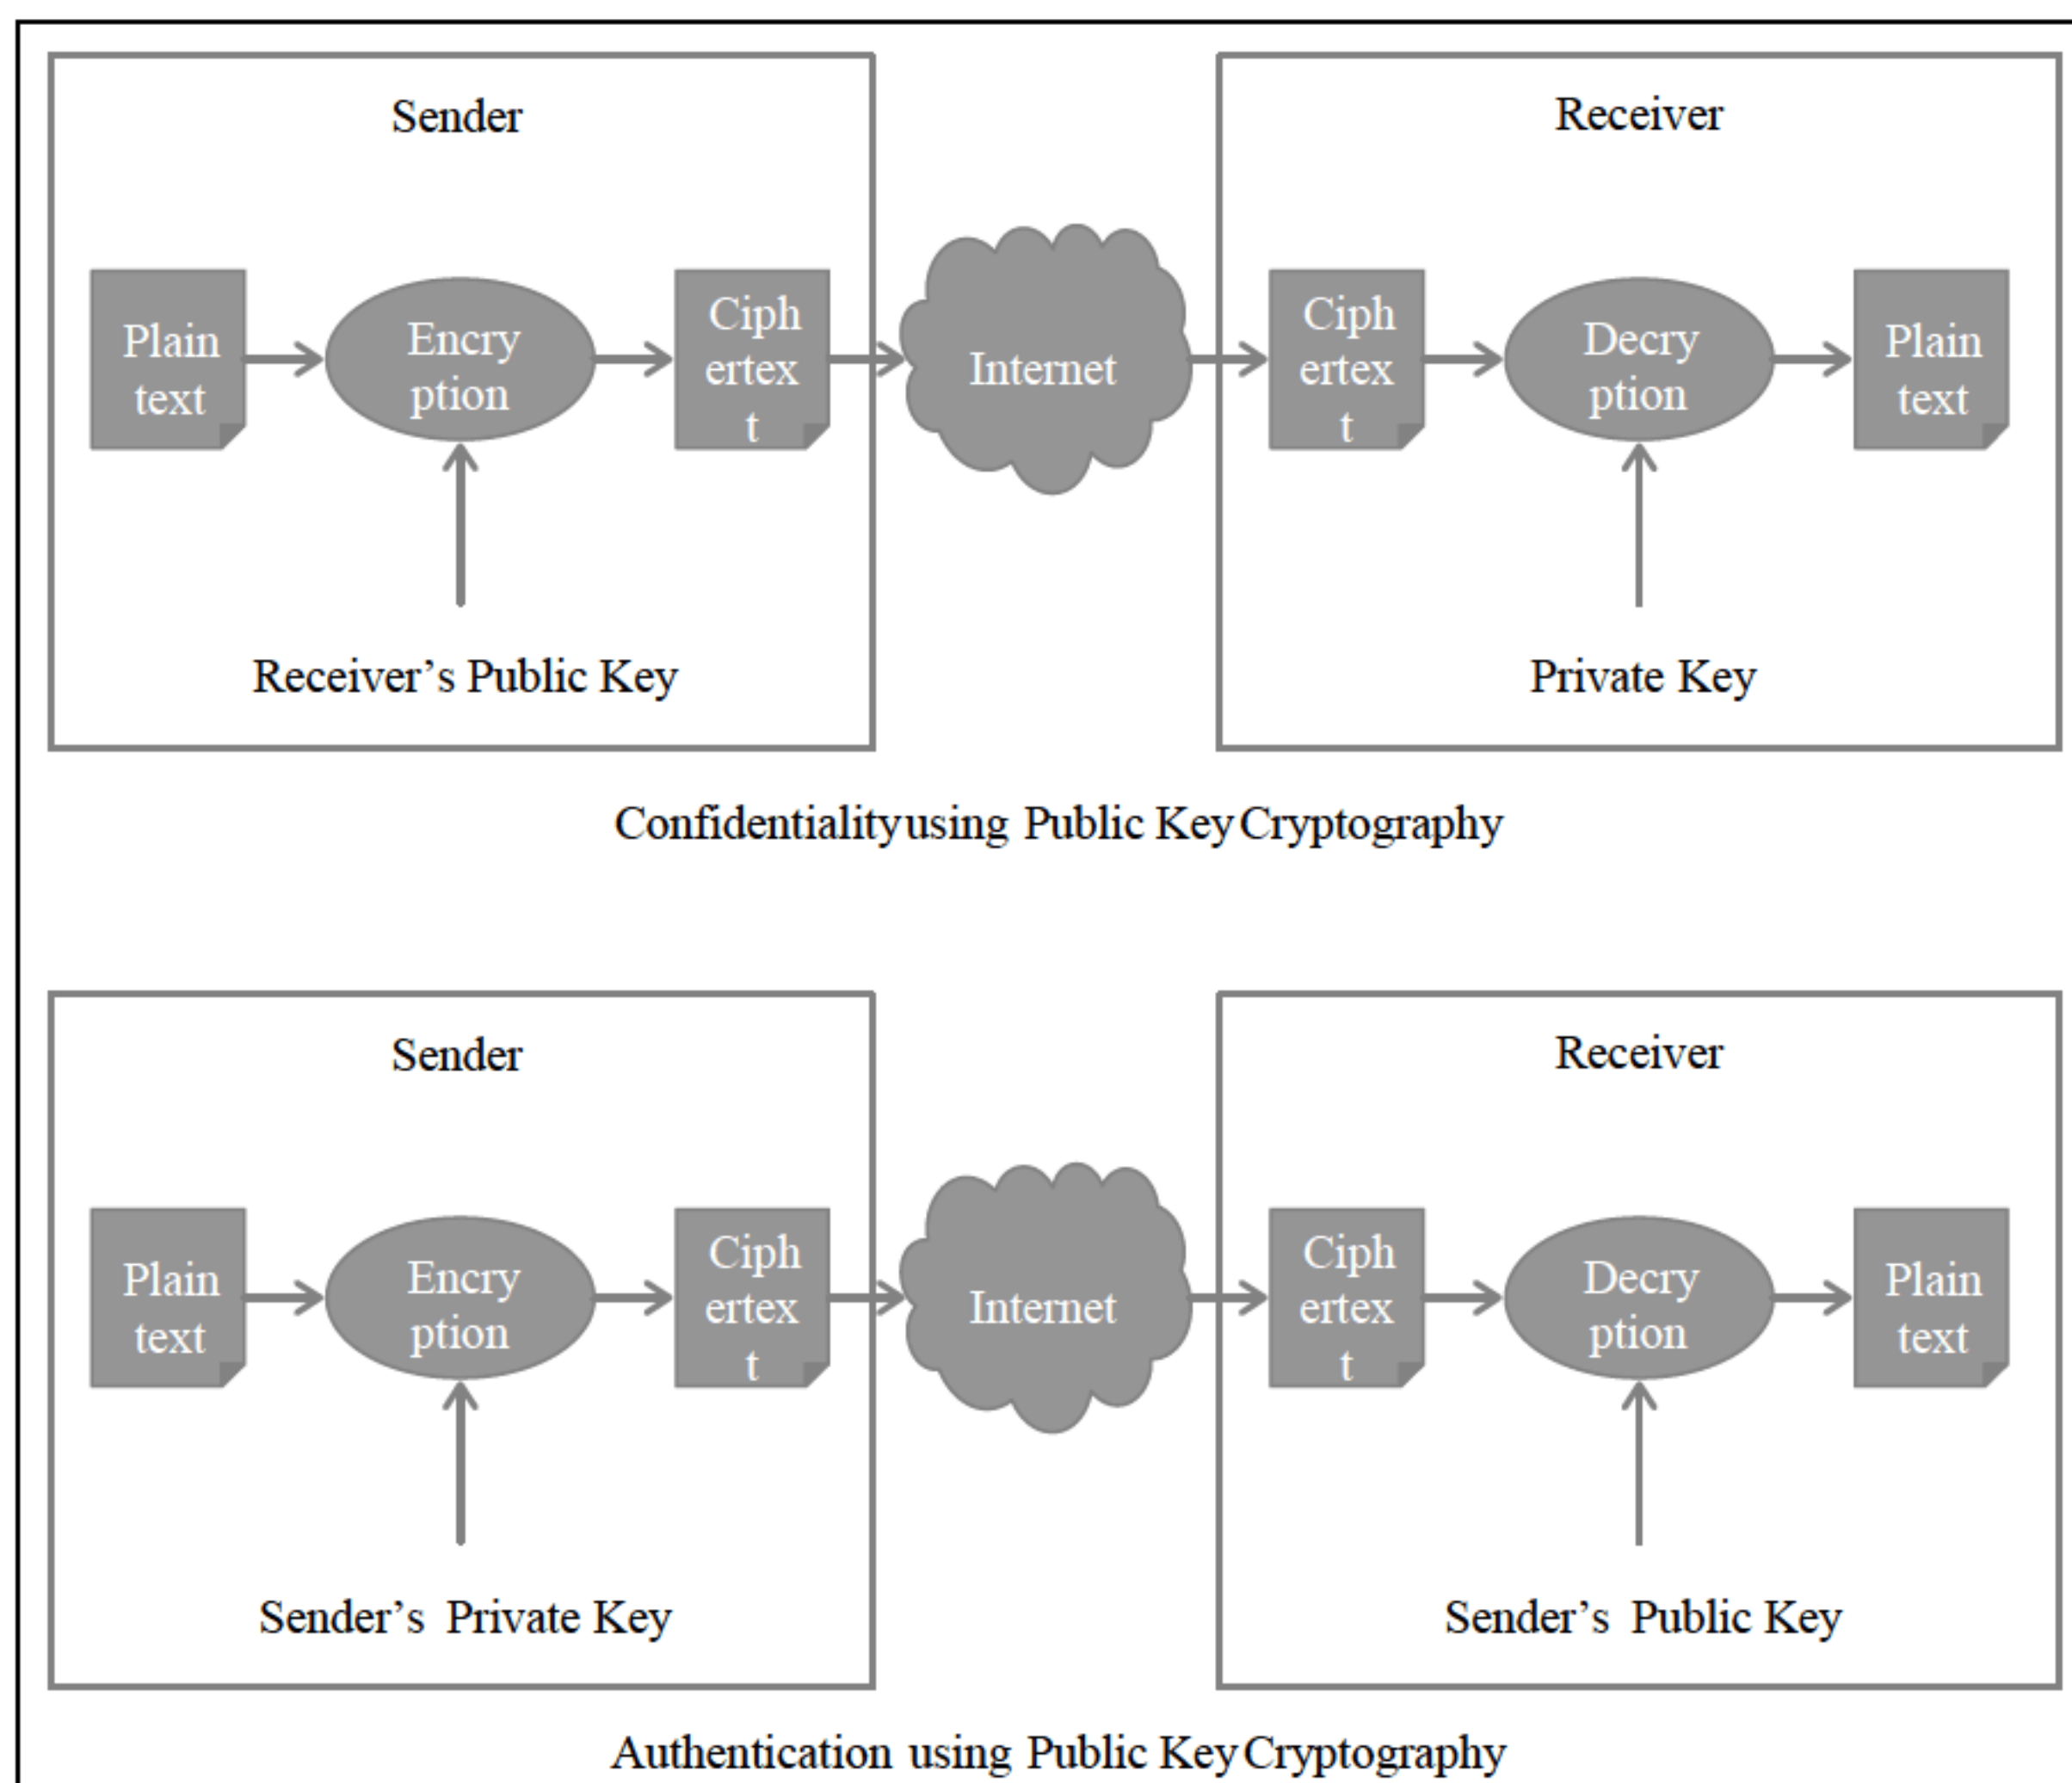 Sender
Receiver
Plain
text
Encry
ption
Ciph
ertex
t
Internet
Ciph
ertex
t
Decry
ption
Plain
text
Receiver’s Public Key
Private Key
Confidentiality using Public Key Cryptography
Sender
Receiver
Plain
text
Encry
ption
Ciph
ertex
t
Internet
Ciph
ertex
t
Decry
ption
Plain
text
Sender’s Private Key
Sender’s Public Key
Authentication using Public Key Cryptography